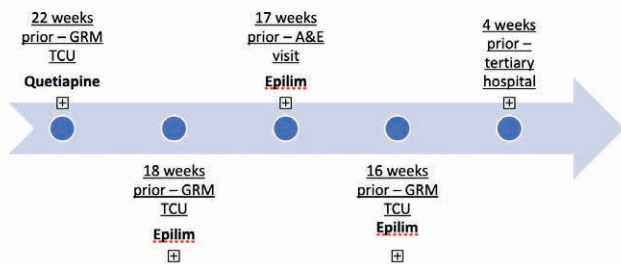 22 weeks
prior – GRM
TCU
Quetiapine
18 weeks
prior – GRM
TCU
Epilim
17 weeks
prior – A&E
visit
Epilim
16 weeks
prior – GRM
TCU
Epilim
4 weeks
prior –
tertiary
hospital